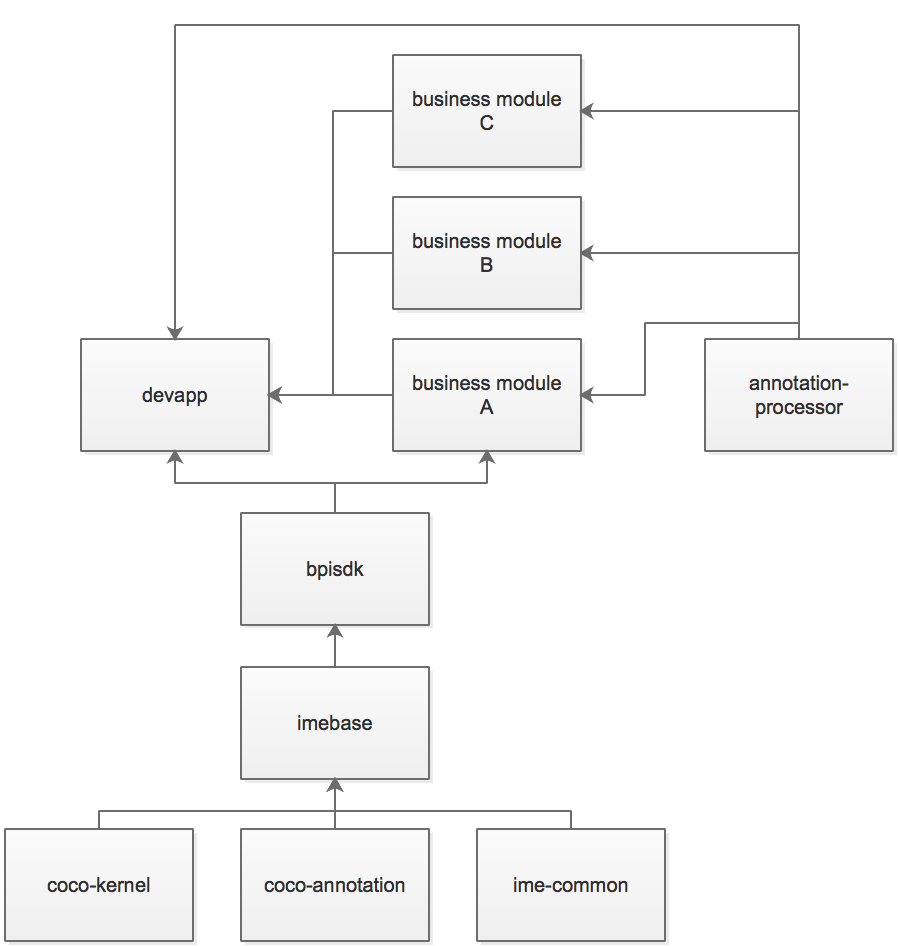 business module
C
business module
B
devapp
business module
A
annotation-
processor
bpisdk
imebase
coco-kernel
coco-annotation
ime-common